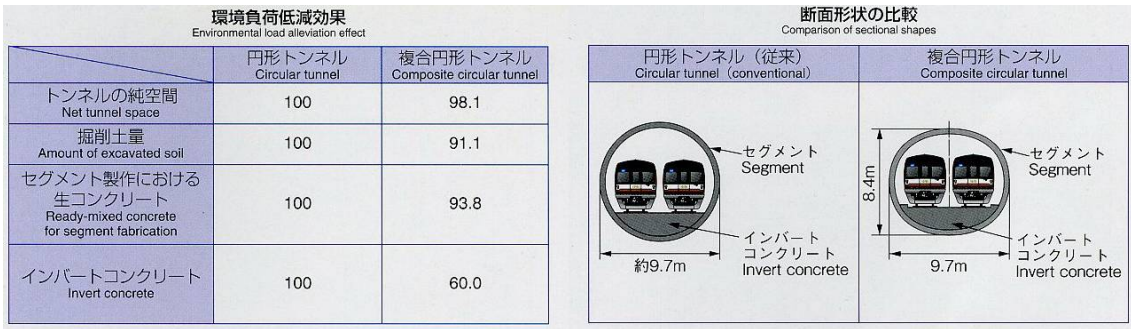 環境負荷低減効果
Environmental load alleviation effect
円形トンネル
Circular tunnel
複合円形トンネル
Composite circular tunnel
トンネルの純空間
Net tunnel space
100
98.1
掘削土量
Amount of excavated soil
100
91.1
セグメント製作における
生コンクリート
Ready-mixed concrete
for segment fabrication
100
93.8
インバートコンクリート
Invert concrete
100
60.0
断面形状の比較
Comparison of sectional shapes
円形トンネル（従来）
Circular tunnel（conventional）
複合円形トンネル
Composite circular tunnel
セグメント
Segment
インバート
コンクリート
Invert concrete
約9.7m
8.4m
セグメント
Segment
インバート
コンクリート
Invert concrete
9.7m